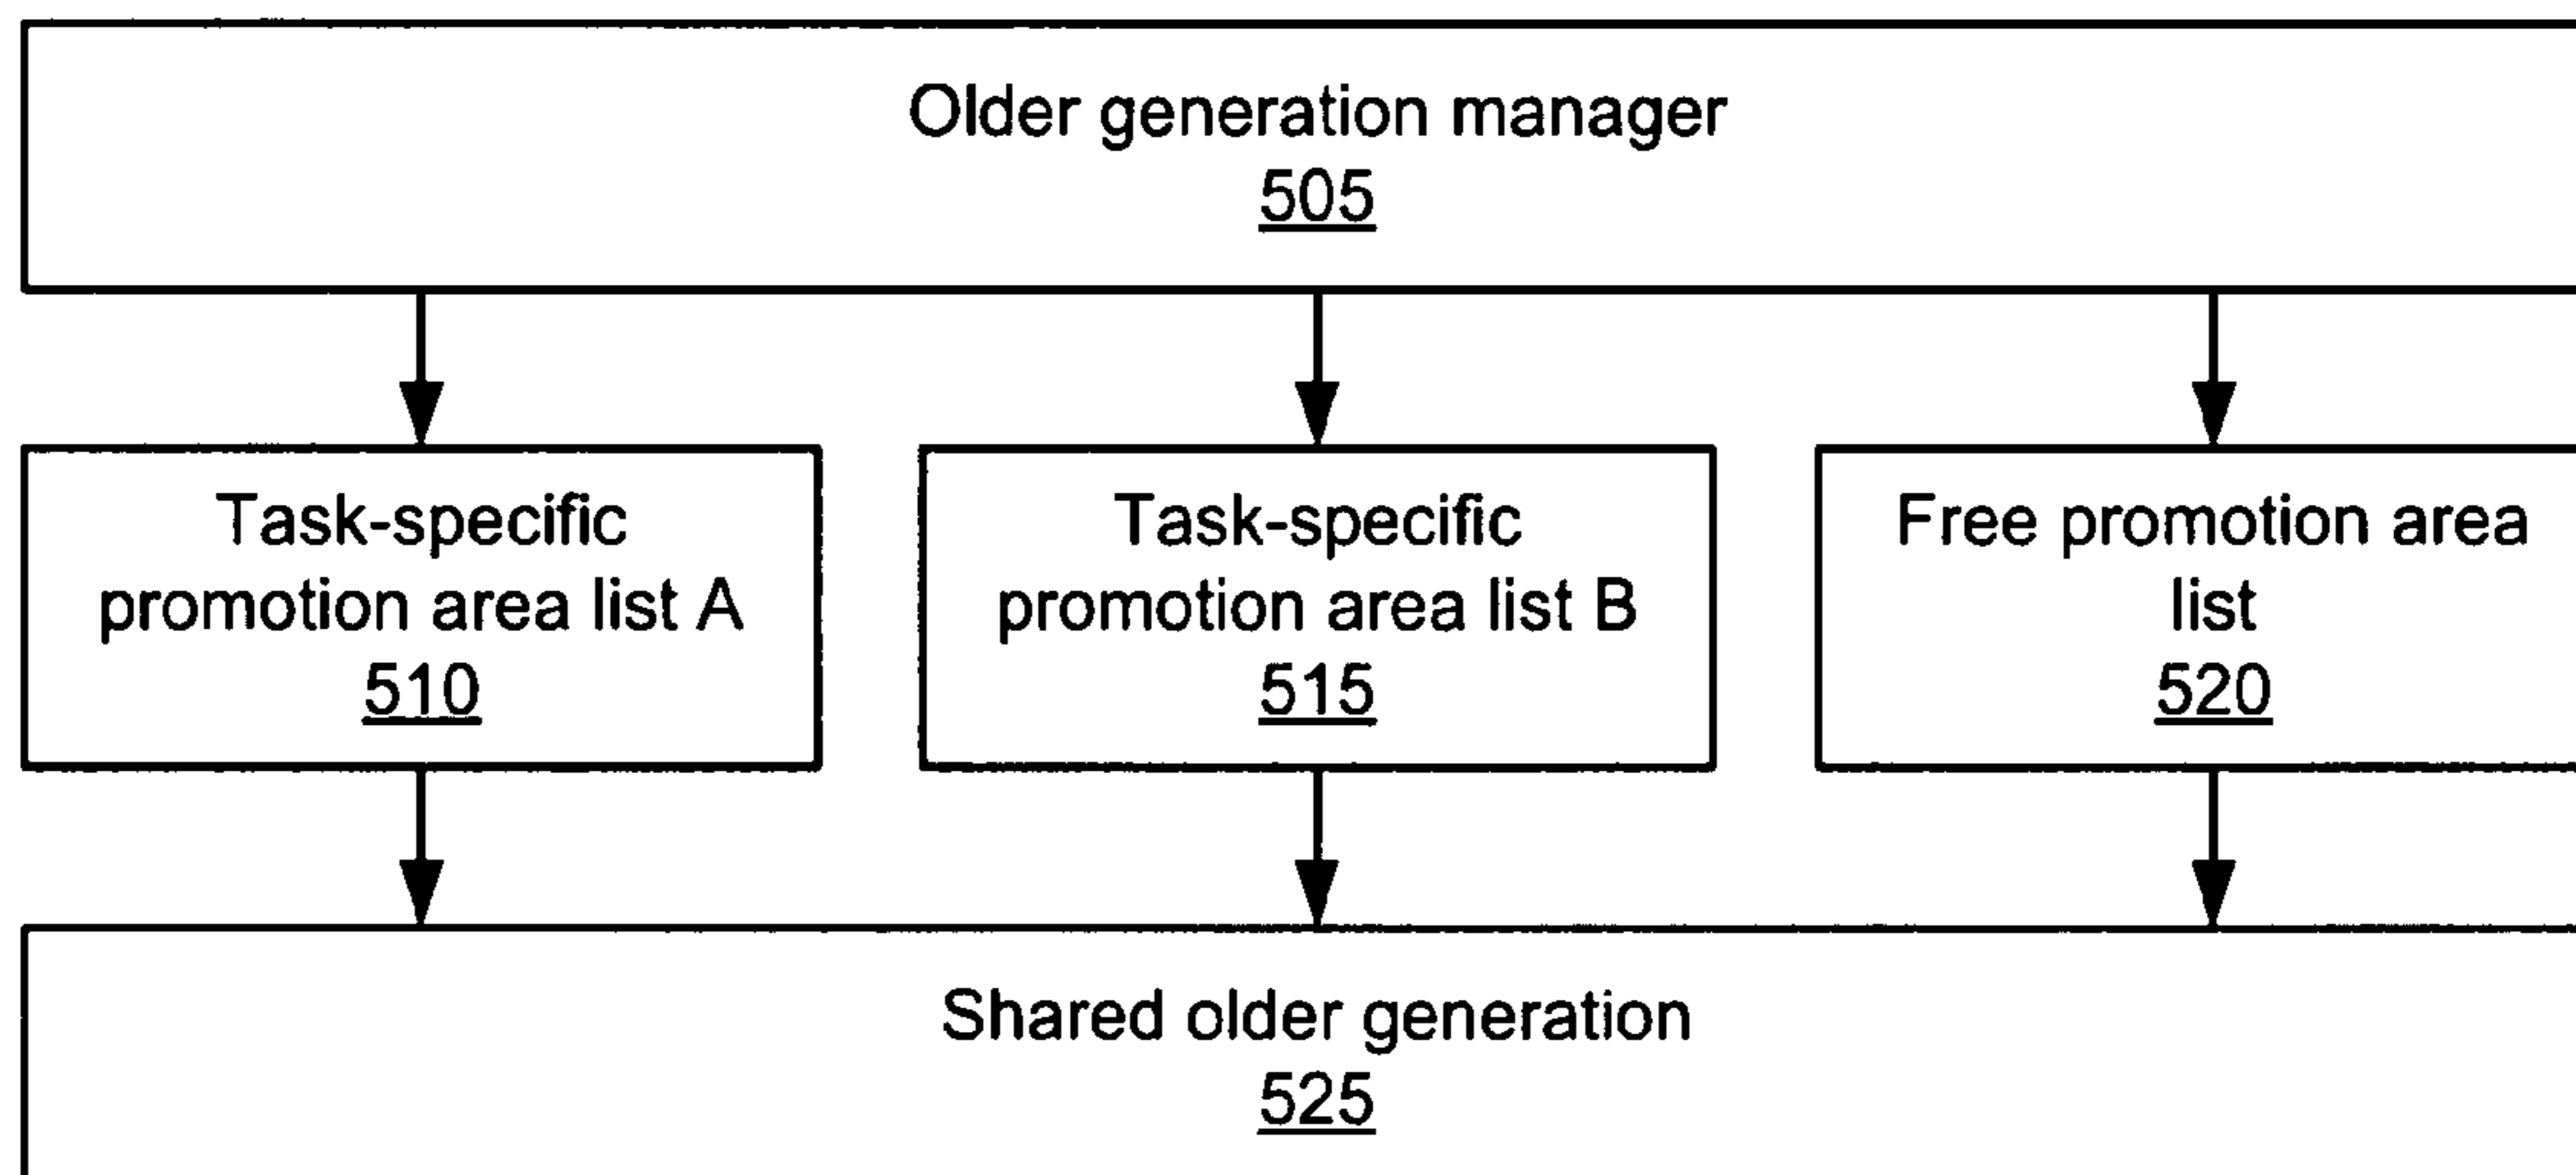 Older generation manager
505
Task-specific
promotion area list A
510
Task-specific
promotion area list B
515
Free promotion area
list
520
Shared older generation
525